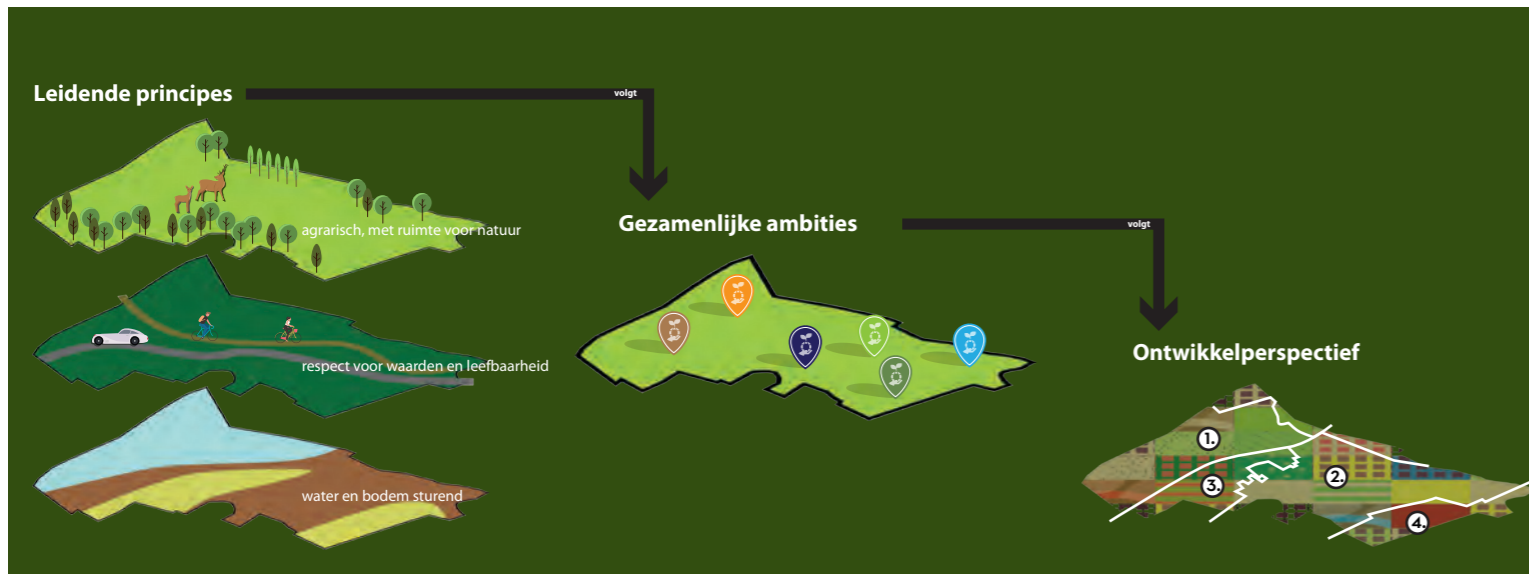 Leidende principes
volgt
agrarisch, met ruimte voor natuur
respect voor waarden en leefbaarheid
water en bodem sturend
Gezamenlijke ambities
volgt
Ontwikkelperspectief
1.
2.
3.
4.